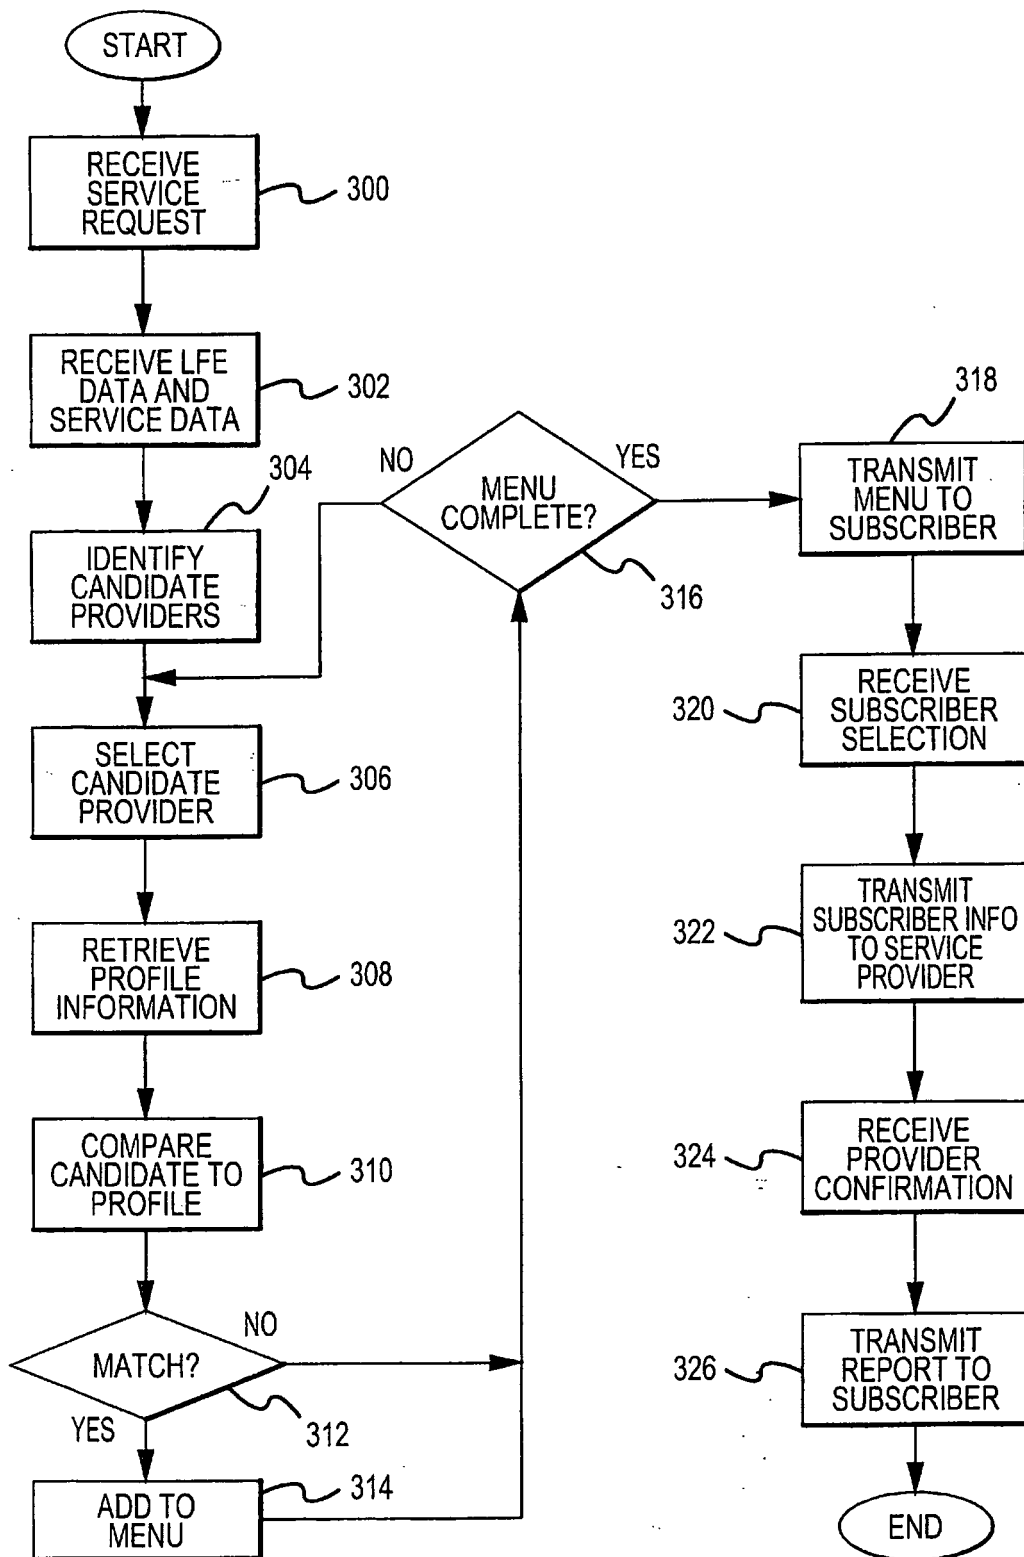 START
RECEIVE
SERVICE
REQUEST
300
RECEIVE LFE
DATA AND
SERVICE DATA
302
304
IDENTIFY
CANDIDATE
PROVIDERS
SELECT
CANDIDATE
PROVIDER
306
RETRIEVE
PROFILE
INFORMATION
308
COMPARE
CANDIDATE TO
PROFILE
310
MATCH?
NO
YES
312
ADD TO
MENU
314
NO
MENU
COMPLETE?
YES
316
318
TRANSMIT
MENU TO
SUBSCRIBER
320
RECEIVE
SUBSCRIBER
SELECTION
322
TRANSMIT
SUBSCRIBER INFO
TO SERVICE
PROVIDER
324
RECEIVE
PROVIDER
CONFIRMATION
326
TRANSMIT
REPORT TO
SUBSCRIBER
END